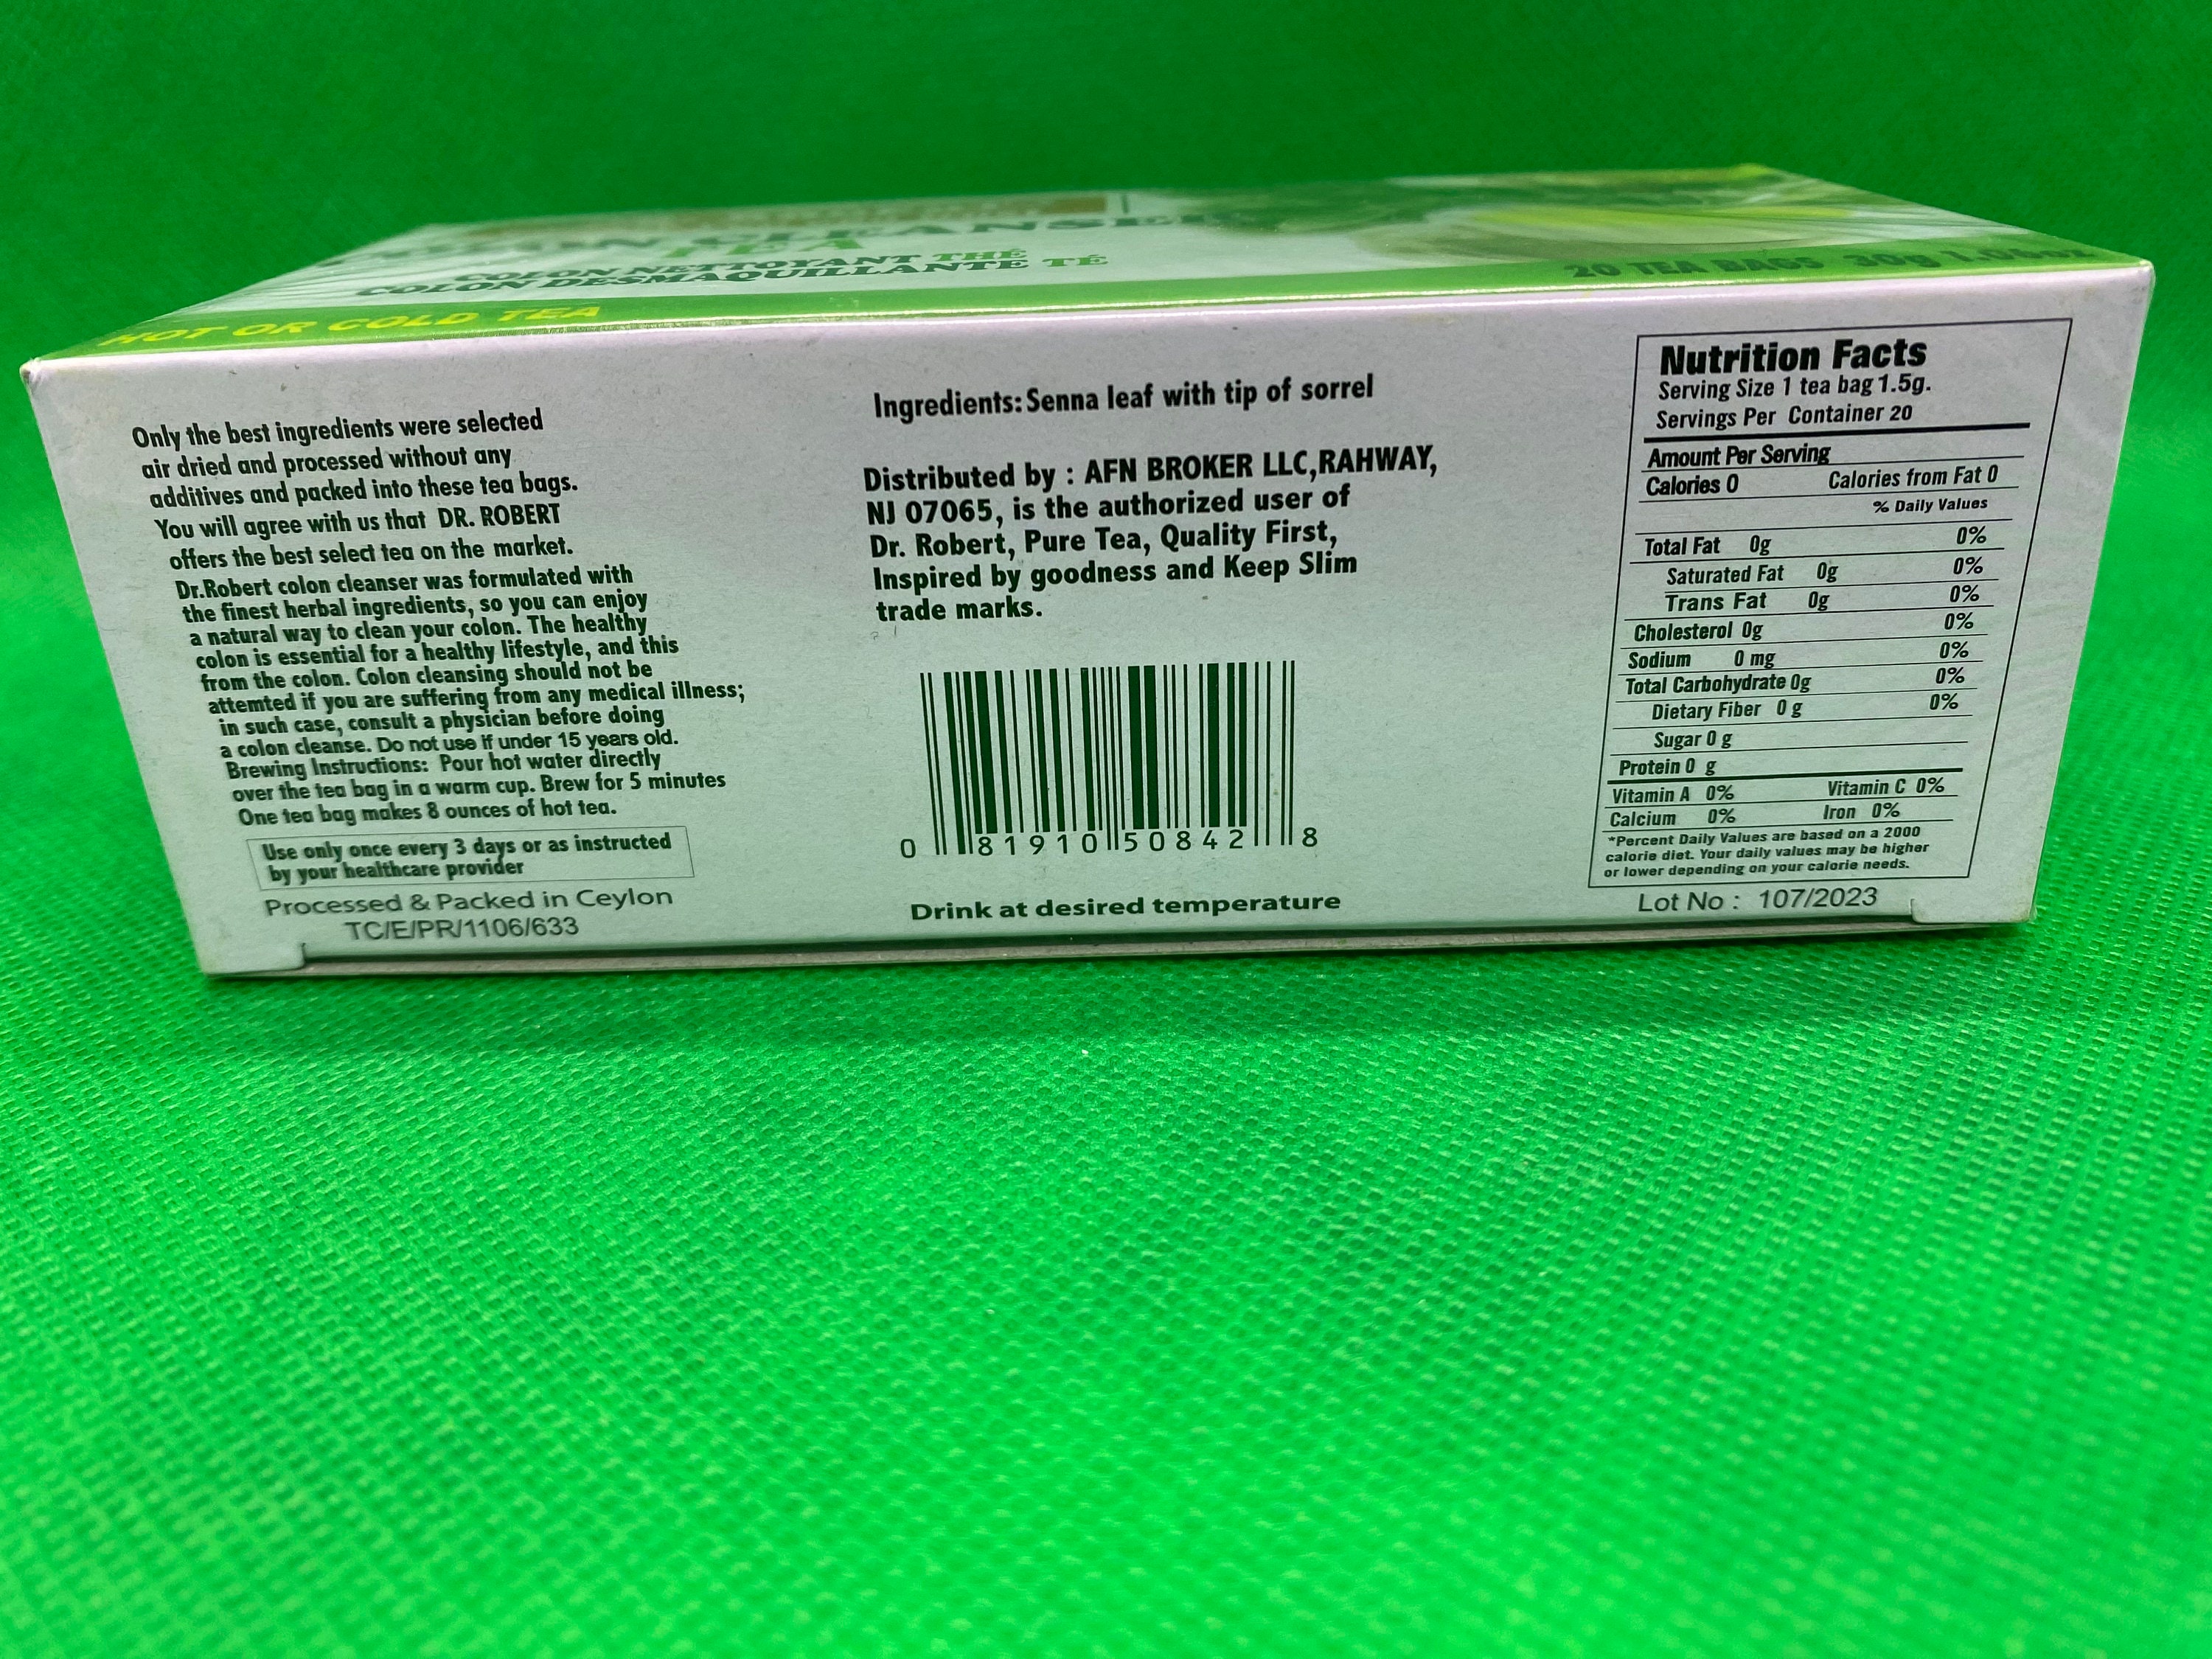 CLEANSER
TEA
COLON NETTOYANT THÉ
COLON DESMAQUILLANTE TÉ
HOT OR COLD TEA
20 TEA BAGS 30g
Only the best ingredients were selected
air dried and processed without any
additives and packed into these tea bags.
You will agree with us that DR. ROBERT
offers the best select tea on the market.
Dr.Robert colon cleanser was formulated with
the finest herbal ingredients, so you can enjoy
a natural way to clean your colon. The healthy
colon is essential for a healthy lifestyle, and this
from the colon. Colon cleansing should not be
attemted if you are suffering from any medical illness;
in such case, consult a physician before doing
a colon cleanse. Do not use if under 15 years old.
Brewing Instructions: Pour hot water directly
over the tea bag in a warm cup. Brew for 5 minutes
One tea bag makes 8 ounces of hot tea.
Use only once every 3 days or as instructed
by your healthcare provider
Processed & Packed in Ceylon
TC/E/PR/1106/633
Ingredients: Senna leaf with tip of sorrel
Distributed by : AFN BROKER LLC,RAHWAY,
NJ 07065, is the authorized user of
Dr. Robert, Pure Tea, Quality First,
Inspired by goodness and Keep Slim
trade marks.
0 81910 50842 8
Drink at desired temperature
Nutrition Facts
Serving Size 1 tea bag 1.5g.
Servings Per Container 20
Amount Per Serving
Calories 0 Calories from Fat 0
% Daily Values
Total Fat 0g 0%
Saturated Fat 0g 0%
Trans Fat 0g 0%
Cholesterol 0g 0%
Sodium 0 mg 0%
Total Carbohydrate 0g 0%
Dietary Fiber 0 g 0%
Sugar 0 g
Protein 0 g
Vitamin A 0% Vitamin C 0%
Calcium 0% Iron 0%
*Percent Daily Values are based on a 2000
calorie diet. Your daily values may be higher
or lower depending on your calorie needs.
Lot No : 107/2023